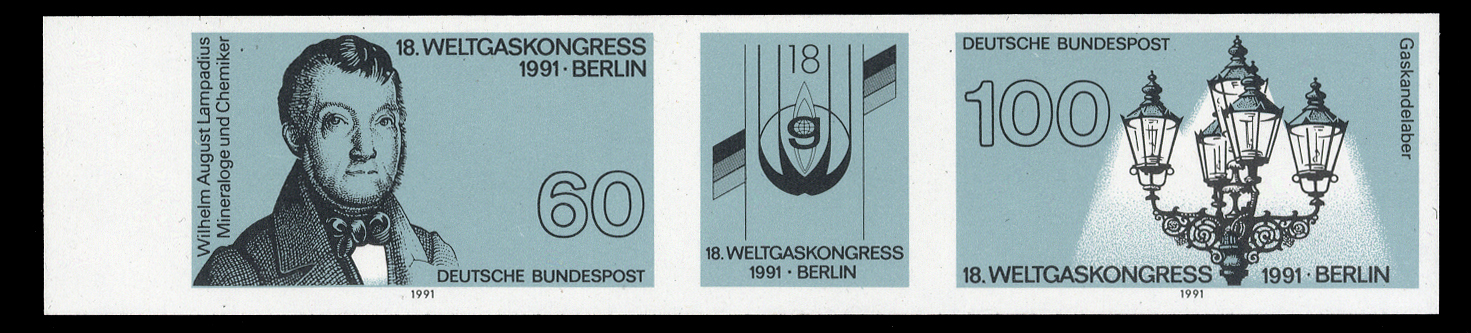 Wilhelm August Lampadius
Mineraloge und Chemiker
18. WELTGASKONGRESS
1991 · BERLIN
60
DEUTSCHE BUNDESPOST
1991
18
g
18. WELTGASKONGRESS
1991 · BERLIN
DEUTSCHE BUNDESPOST
100
Gaskandelaber
18. WELTGASKONGRESS 1991 · BERLIN
1991